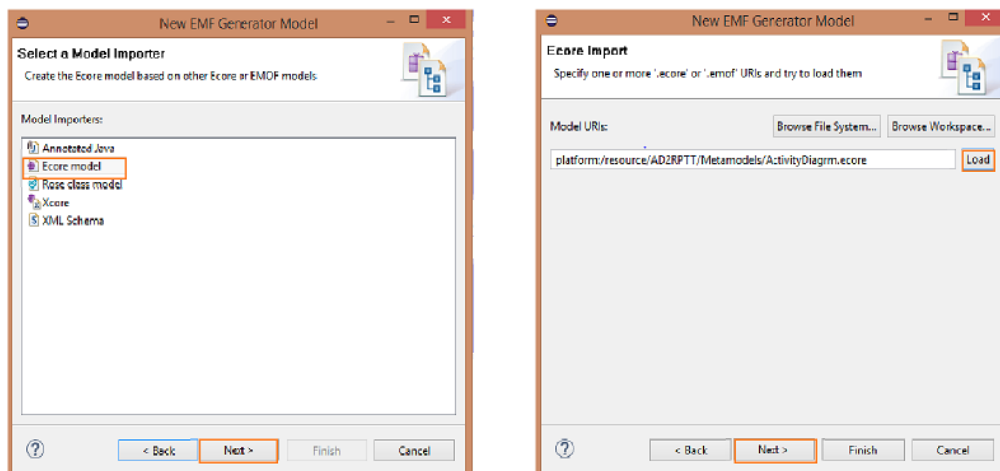 New EMF Generator Model
Select a Model Importer
Create the Ecore model based on other Ecore or EMOF models
Model Importers:
Annotated Java
Ecore model
Rose class model
Xcore
XML Schema
< Back
Next >
Finish
Cancel
New EMF Generator Model
Ecore Import
Specify one or more '.ecore' or '.emof' URIs and try to load them
Model URIs:
Browse File System...
Browse Workspace...
platform:/resource/AD2RPTT/Metamodels/ActivityDiagrm.ecore
Load
< Back
Next >
Finish
Cancel